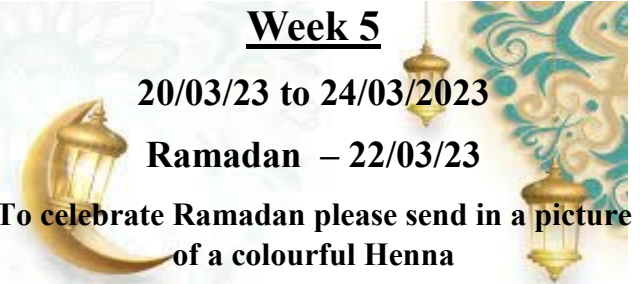 Week 5
20/03/23 to 24/03/2023
Ramadan – 22/03/23
To celebrate Ramadan please send in a picture
of a colourful Henna